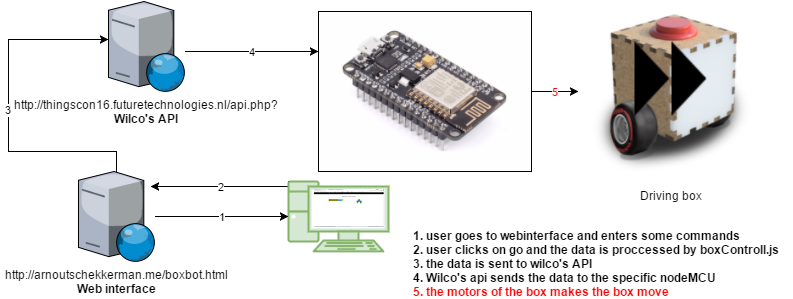 4
5
3
http://thingscon16.futuretechnologies.nl/api.php?
Wilco's API
2
1
Driving box
http://arnoutschekkerman.me/boxbot.html
Web interface
1. user goes to webinterface and enters some commands
2. user clicks on go and the data is proccessed by boxControll.js
3. the data is sent to wilco's API
4. Wilco's api sends the data to the specific nodeMCU
5. the motors of the box makes the box move